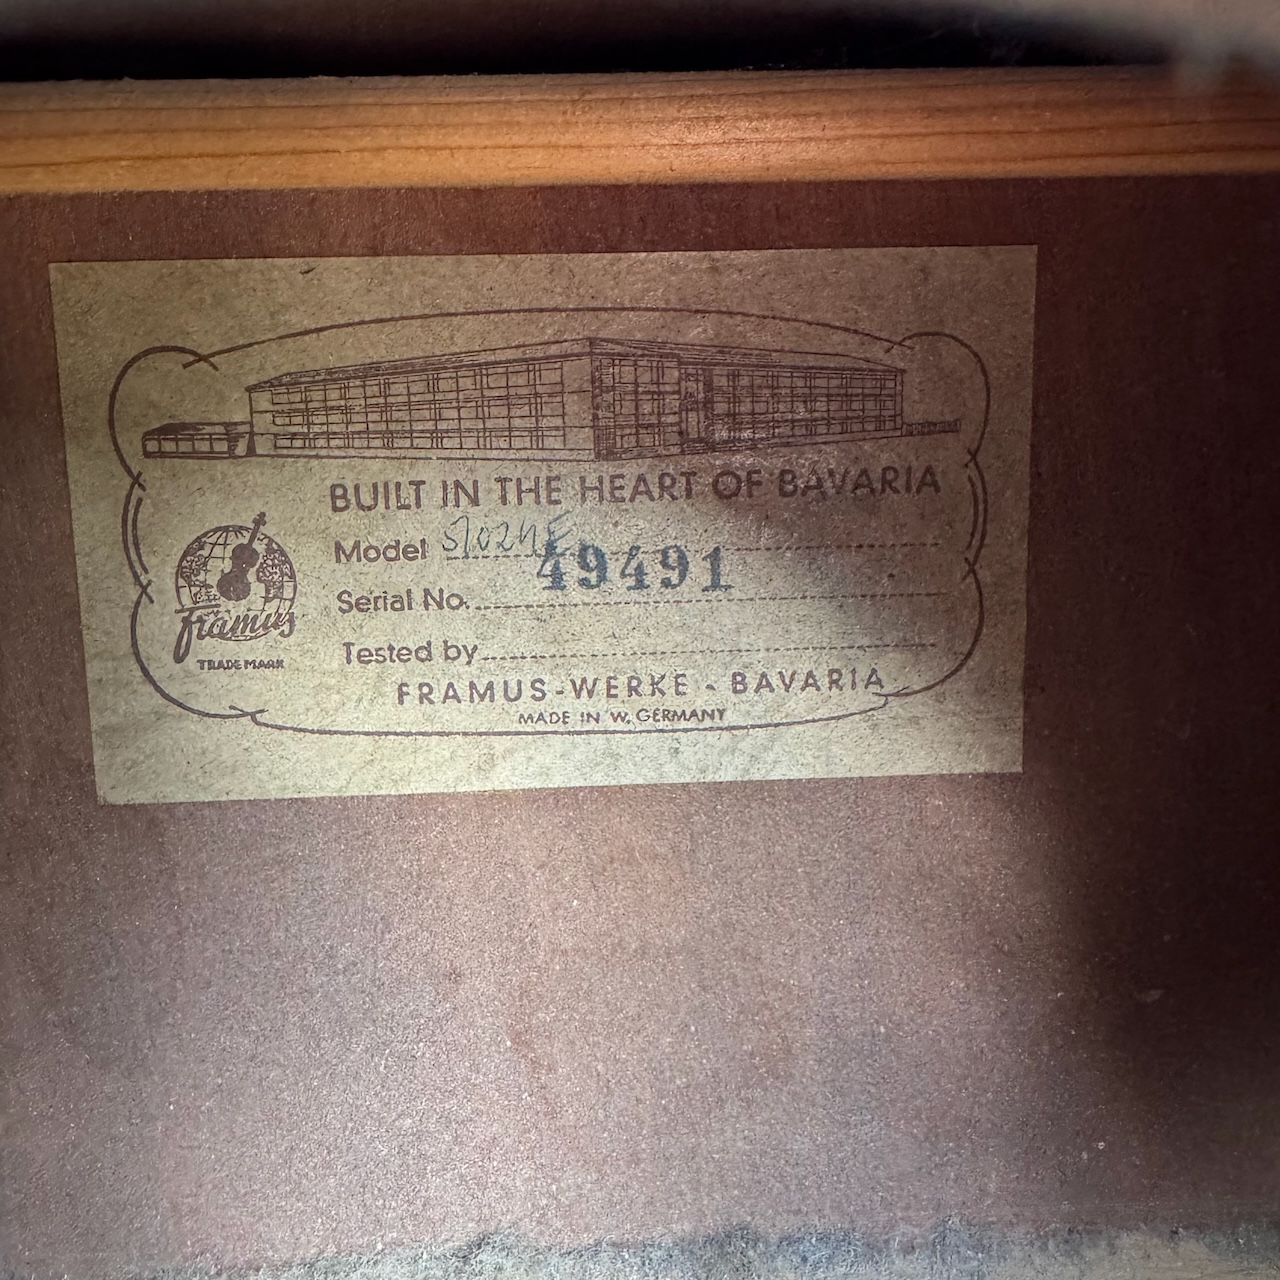 BUILT IN THE HEART OF BAVARIA
Model 5/024E
49491
Serial No.
Framus
TRADE MARK
Tested by
FRAMUS-WERKE - BAVARIA
MADE IN W. GERMANY